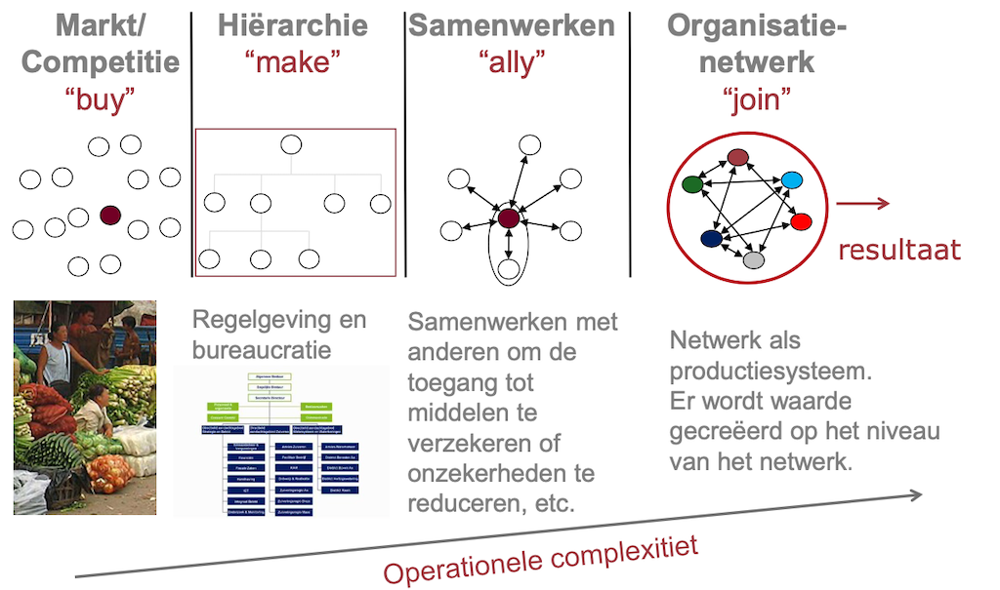 Markt/
Competitie
“buy”
Hiërarchie
“make”
Samenwerken
“ally”
Organisatie-
netwerk
“join”
resultaat
Regelgeving en
bureaucratie
Samenwerken met
anderen om de
toegang tot
middelen te
verzekeren of
onzekerheden te
reduceren, etc.
Netwerk als
productiesysteem.
Er wordt waarde
gecreëerd op het niveau
van het netwerk.
Operationele complexitiet